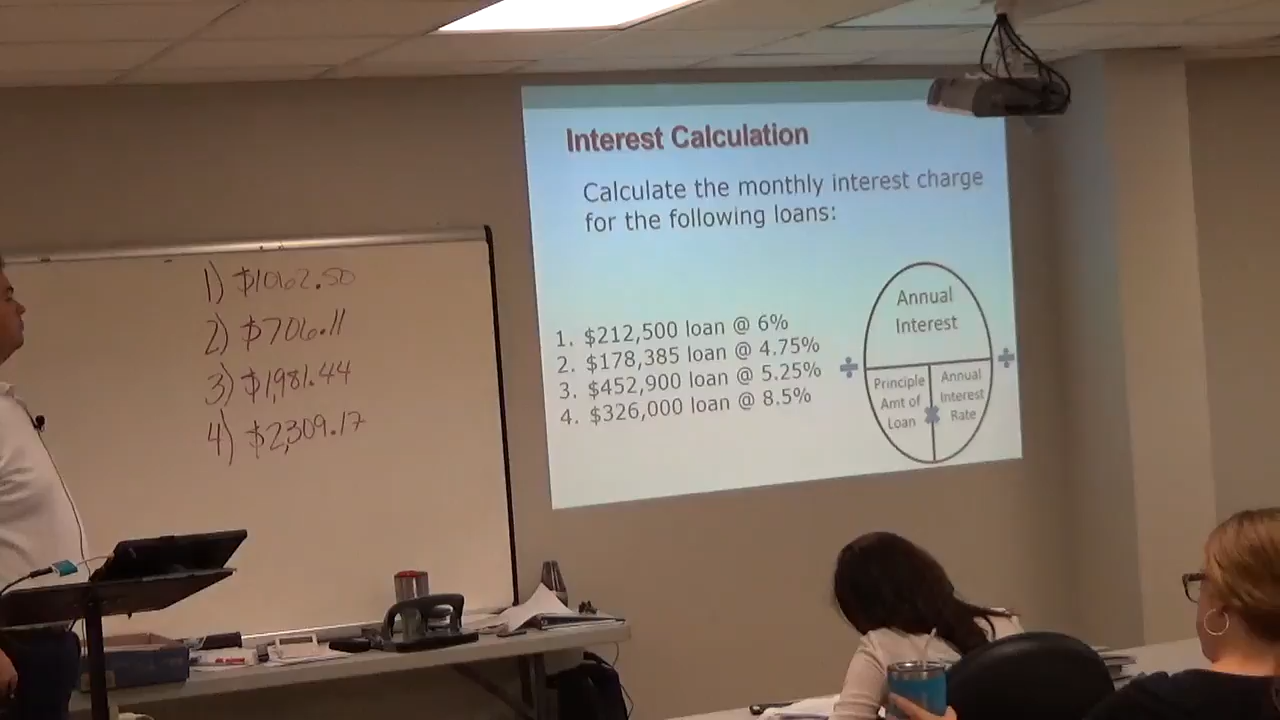 1) $1062.50
2) $706.11
3) $1,981.44
4) $2,309.17
Interest Calculation
Calculate the monthly interest charge
for the following loans:
1. $212,500 loan @ 6%
2. $178,385 loan @ 4.75%
3. $452,900 loan @ 5.25%
4. $326,000 loan @ 8.5%
Annual
Interest
÷
÷
Principle
Amt of
Loan
×
Annual
Interest
Rate